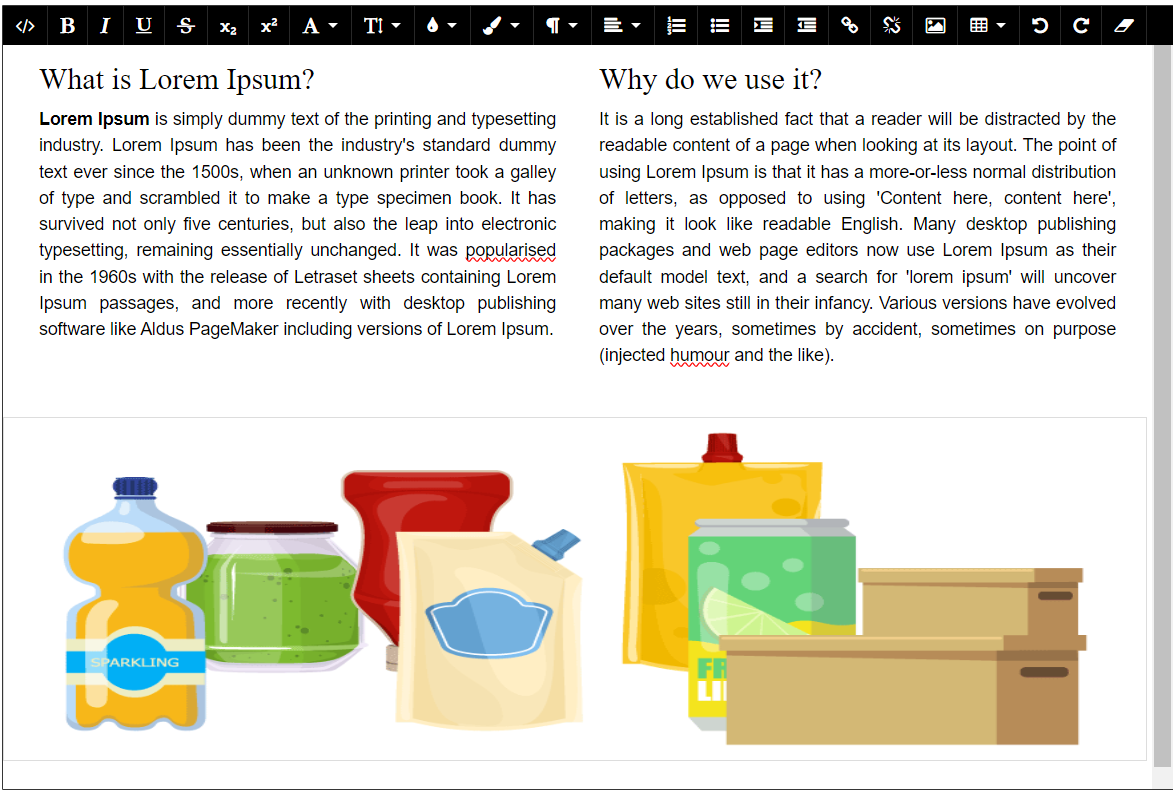 What is Lorem Ipsum?
Lorem Ipsum is simply dummy text of the printing and typesetting
industry. Lorem Ipsum has been the industry's standard dummy
text ever since the 1500s, when an unknown printer took a galley
of type and scrambled it to make a type specimen book. It has
survived not only five centuries, but also the leap into electronic
typesetting, remaining essentially unchanged. It was popularised
in the 1960s with the release of Letraset sheets containing Lorem
Ipsum passages, and more recently with desktop publishing
software like Aldus PageMaker including versions of Lorem Ipsum.
Why do we use it?
It is a long established fact that a reader will be distracted by the
readable content of a page when looking at its layout. The point of
using Lorem Ipsum is that it has a more-or-less normal distribution
of letters, as opposed to using 'Content here, content here',
making it look like readable English. Many desktop publishing
packages and web page editors now use Lorem Ipsum as their
default model text, and a search for 'lorem ipsum' will uncover
many web sites still in their infancy. Various versions have evolved
over the years, sometimes by accident, sometimes on purpose
(injected humour and the like).
SPARKLING